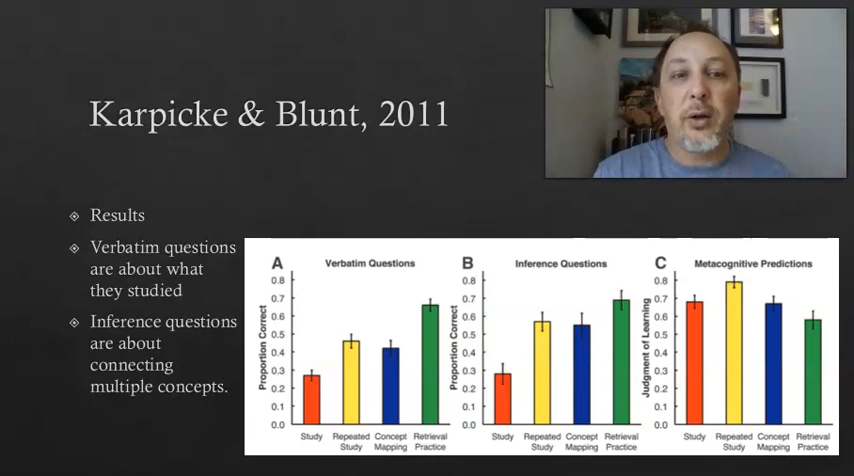 Karpicke & Blunt, 2011
Results
Verbatim questions
are about what
they studied
Inference questions
are about
connecting
multiple concepts.
A
Verbatim Questions
Proportion Correct
0.8
0.7
0.6
0.5
0.4
0.3
0.2
0.1
0.0
Study
Repeated
Study
Concept
Mapping
Retrieval
Practice
B
Inference Questions
Proportion Correct
0.8
0.7
0.6
0.5
0.4
0.3
0.2
0.1
0.0
Study
Repeated
Study
Concept
Mapping
Retrieval
Practice
C
Metacognitive Predictions
Judgment of Learning
0.8
0.7
0.6
0.5
0.4
0.3
0.2
0.1
0.0
Study
Repeated
Study
Concept
Mapping
Retrieval
Practice